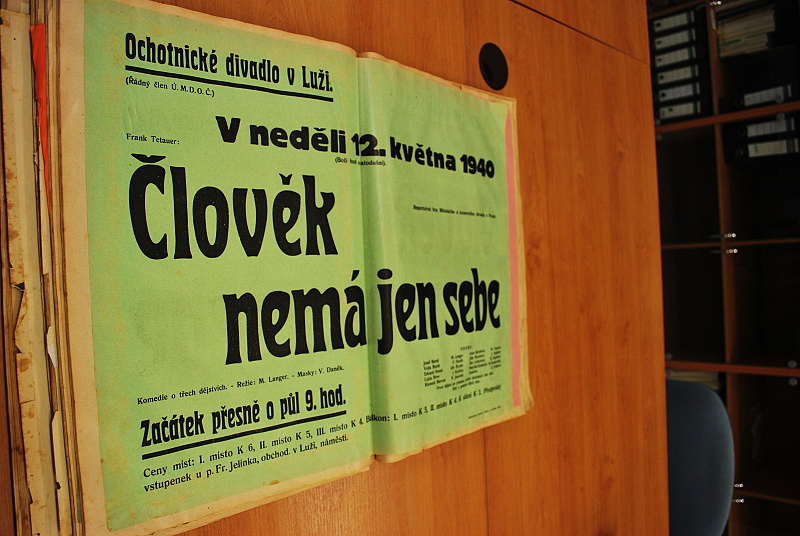 Ochotnické divadlo v Luži.
(Řádný člen Ú. M. D. O. Č.)
V neděli 12. května 1940
(Boží hod
Frank Tetauer:
Člověk
nemá jen sebe
Komedie o třech dějstvích. - Režie: M. Langer. - Masky: V. Daněk.
Začátek přesně o půl 9. hod.
Ceny míst: I. místo K 6, II. místo K 5, III. místo K 4. Balkon: I. místo K 5, II. místo K 4,
vstupenek u p. Fr. Jelínka, obchod. v Luži, náměstí.